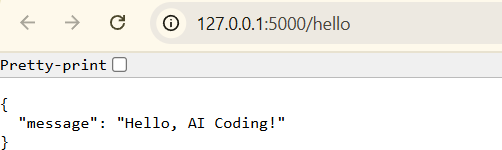 127.0.0.1:5000/hello
Pretty-print
{
  "message": "Hello, AI Coding!"
}